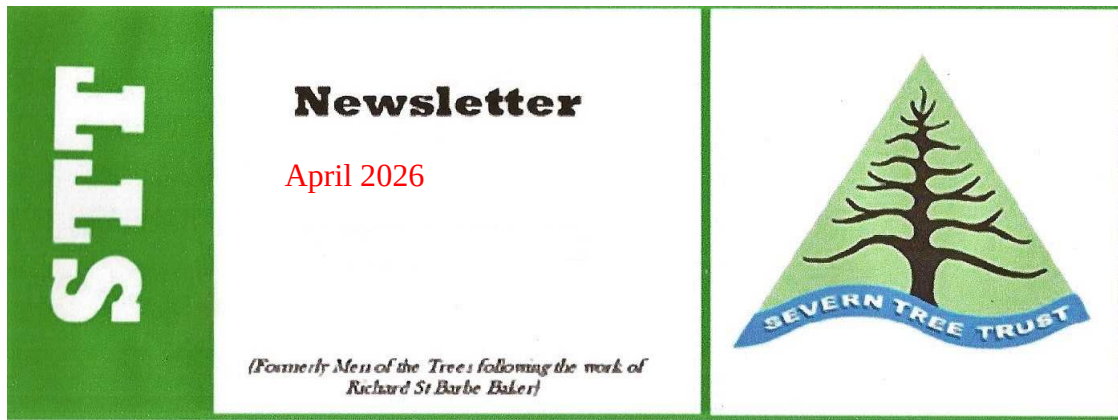 STT
Newsletter
April 2026
(Formerly Men of the Trees following the work of
Richard St Barbe Baker)
SEVERN TREE TRUST